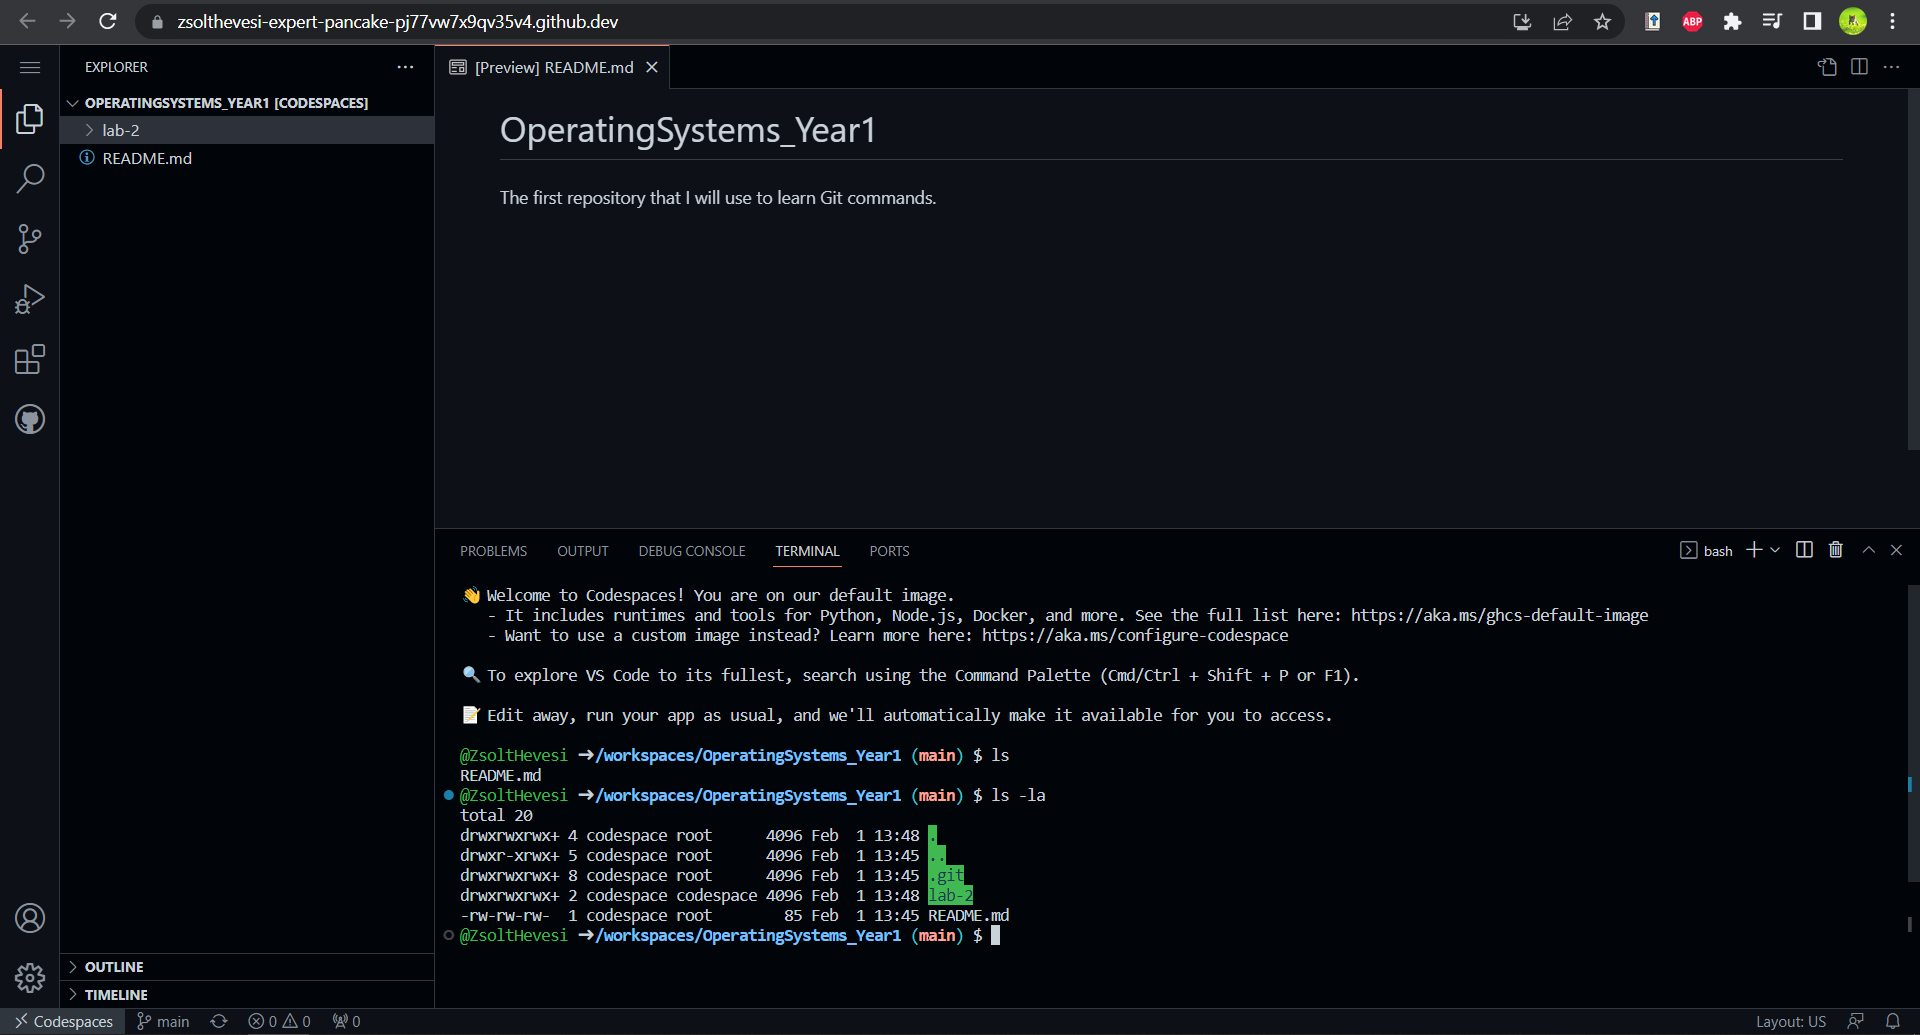 zsolthevesi-expert-pancake-pj77vw7x9qv35v4.github.dev
ABP
EXPLORER
OPERATINGSYSTEMS_YEAR1 [CODESPACES]
lab-2
README.md
OUTLINE
TIMELINE
[Preview] README.md
OperatingSystems_Year1
The first repository that I will use to learn Git commands.
PROBLEMS OUTPUT DEBUG CONSOLE TERMINAL PORTS
bash
👋 Welcome to Codespaces! You are on our default image.
- It includes runtimes and tools for Python, Node.js, Docker, and more. See the full list here: https://aka.ms/ghcs-default-image
- Want to use a custom image instead? Learn more here: https://aka.ms/configure-codespace
🔍 To explore VS Code to its fullest, search using the Command Palette (Cmd/Ctrl + Shift + P or F1).
📝 Edit away, run your app as usual, and we'll automatically make it available for you to access.
@ZsoltHevesi ➜/workspaces/OperatingSystems_Year1 (main) $ ls
README.md
@ZsoltHevesi ➜/workspaces/OperatingSystems_Year1 (main) $ ls -la
total 20
drwxrwxrwx+ 4 codespace root      4096 Feb  1 13:48 .
drwxr-xrwx+ 5 codespace root      4096 Feb  1 13:45 ..
drwxrwxrwx+ 8 codespace root      4096 Feb  1 13:45 .git
drwxrwxrwx+ 2 codespace codespace 4096 Feb  1 13:48 lab-2
-rw-rw-rw-  1 codespace root        85 Feb  1 13:45 README.md
@ZsoltHevesi ➜/workspaces/OperatingSystems_Year1 (main) $
Codespaces main 0 0 0 Layout: US